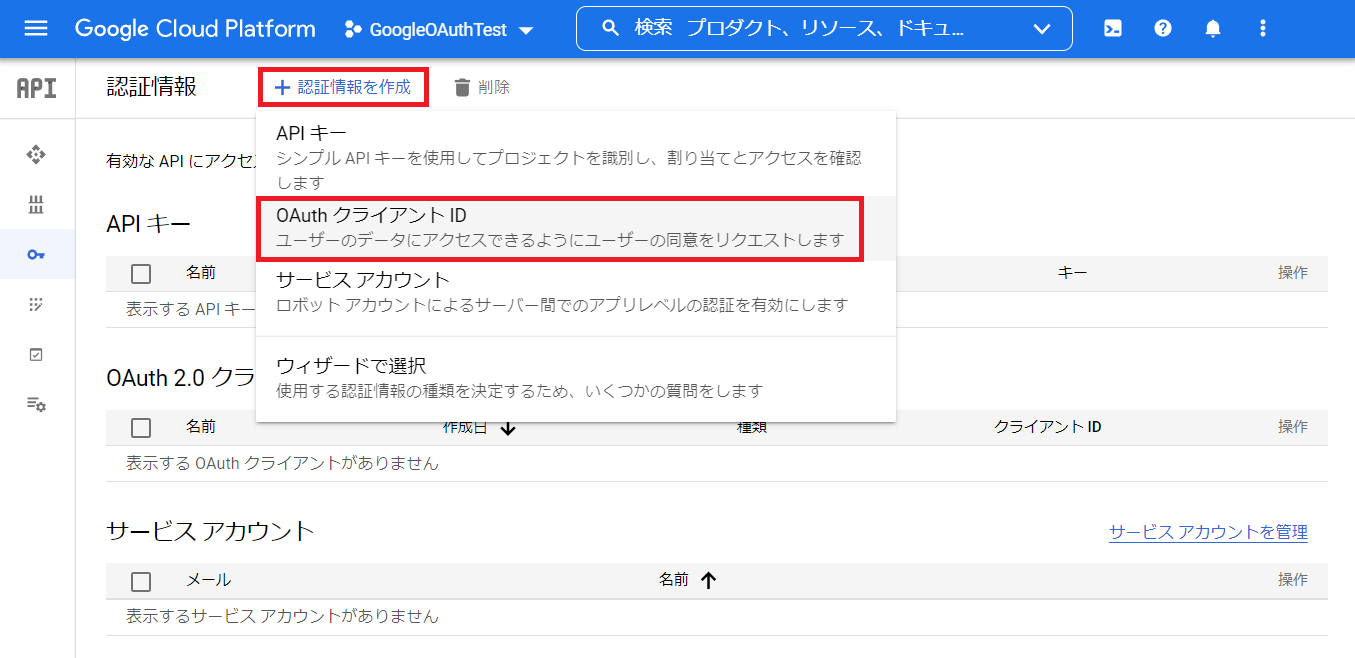 Google Cloud Platform
GoogleOAuthTest
検索 プロダクト、リソース、ドキュ...
API
認証情報
認証情報を作成
削除
有効な API にアクセ
API キー
シンプル API キーを使用してプロジェクトを識別し、割り当てとアクセスを確認
します
OAuth クライアント ID
ユーザーのデータにアクセスできるようにユーザーの同意をリクエストします
サービス アカウント
ロボット アカウントによるサーバー間でのアプリレベルの認証を有効にします
ウィザードで選択
使用する認証情報の種類を決定するため、いくつかの質問をします
API キー
名前 キー 操作
表示する API キー
OAuth 2.0 クラ
名前 作成日 種類 クライアント ID 操作
表示する OAuth クライアントがありません
サービス アカウント サービス アカウントを管理
メール 名前 操作
表示するサービス アカウントがありません